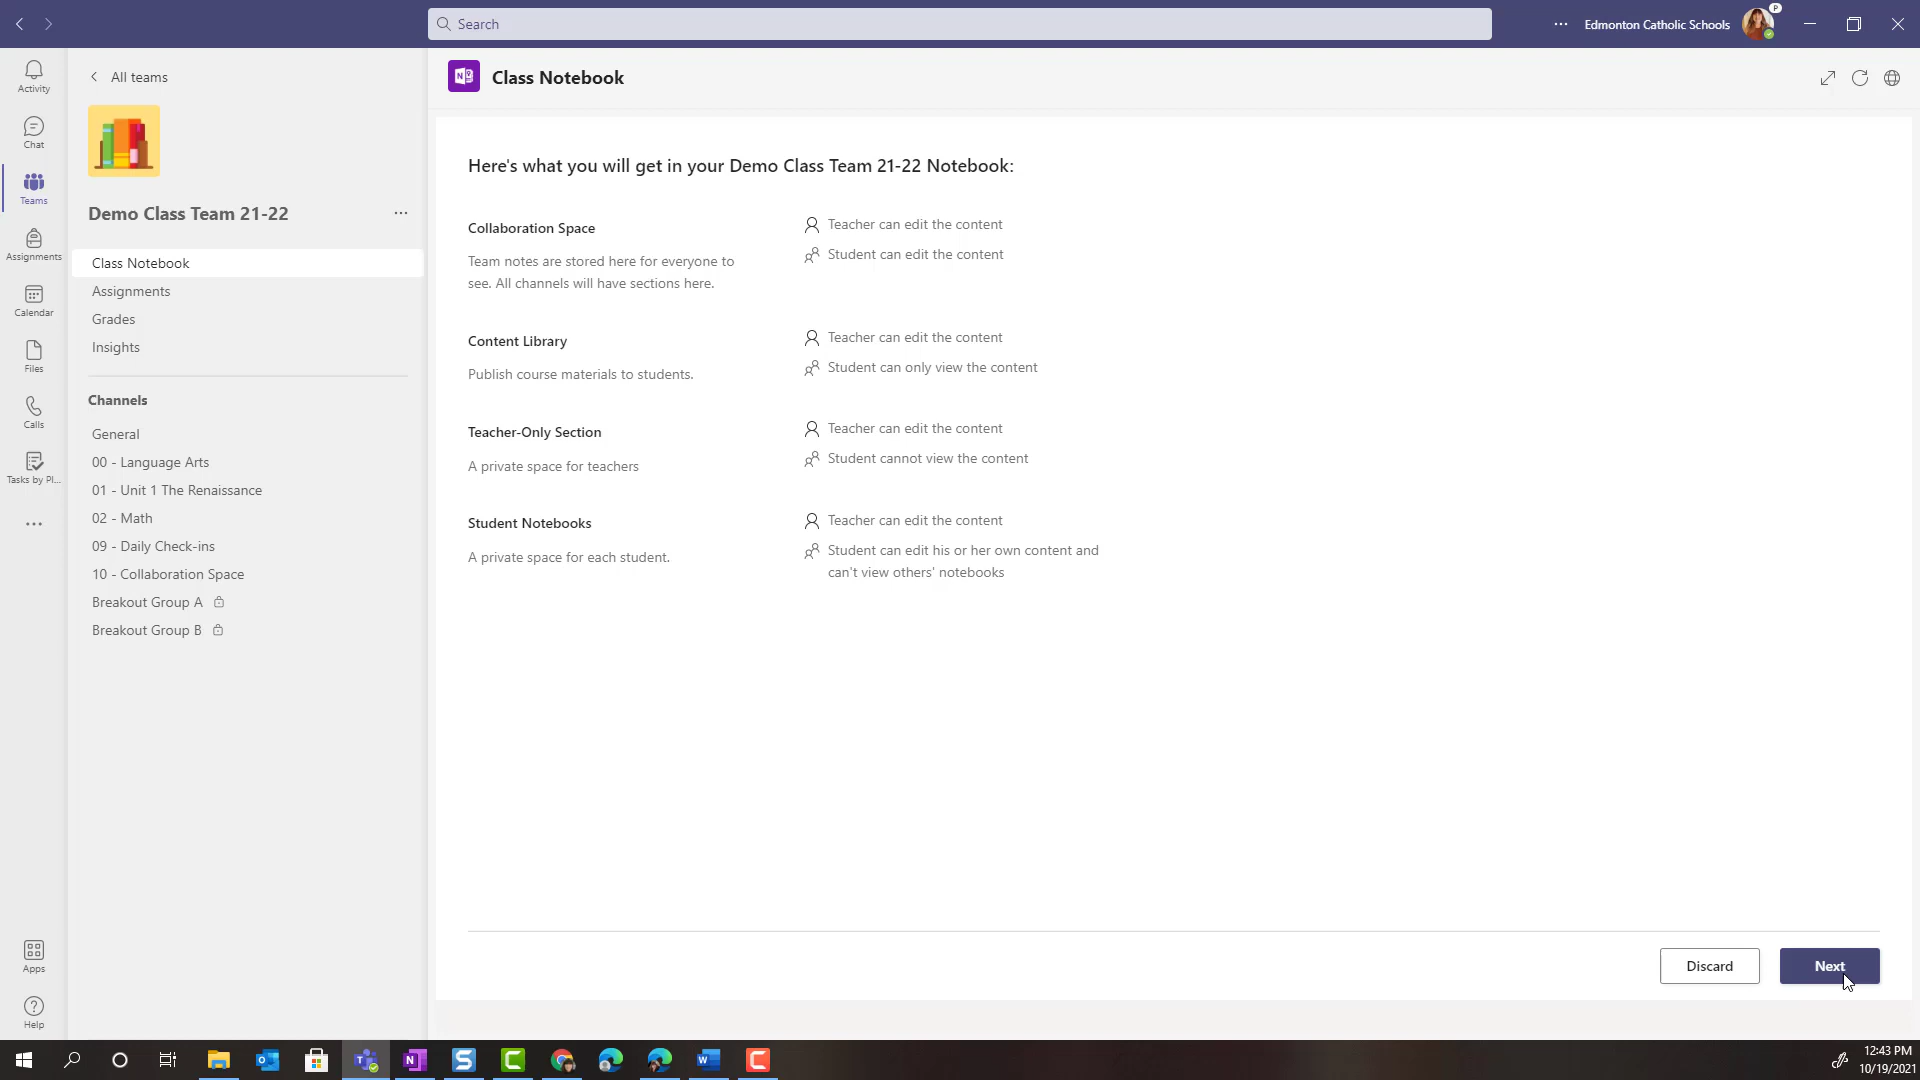 Search
Edmonton Catholic Schools
P
Activity
Chat
Teams
Assignments
Calendar
Files
Calls
Tasks by Pl...
Apps
Help
All teams
Demo Class Team 21-22
Class Notebook
Assignments
Grades
Insights
Channels
General
00 - Language Arts
01 - Unit 1 The Renaissance
02 - Math
09 - Daily Check-ins
10 - Collaboration Space
Breakout Group A
Breakout Group B
Class Notebook
Here's what you will get in your Demo Class Team 21-22 Notebook:
Collaboration Space
Team notes are stored here for everyone to
see. All channels will have sections here.
Teacher can edit the content
Student can edit the content
Content Library
Publish course materials to students.
Teacher can edit the content
Student can only view the content
Teacher-Only Section
A private space for teachers
Teacher can edit the content
Student cannot view the content
Student Notebooks
A private space for each student.
Teacher can edit the content
Student can edit his or her own content and
can't view others' notebooks
Discard
Next
12:43 PM
10/19/2021